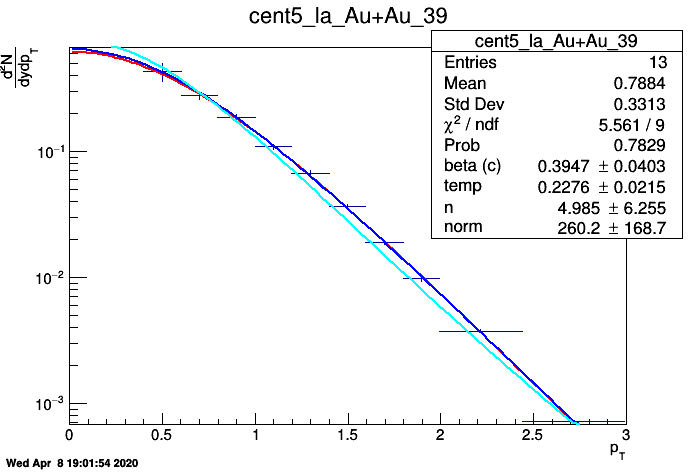 cent5_la_Au+Au_39
d²N
dydp_T
cent5_la_Au+Au_39
Entries 13
Mean 0.7884
Std Dev 0.3313
χ² / ndf 5.561 / 9
Prob 0.7829
beta (c) 0.3947 ± 0.0403
temp 0.2276 ± 0.0215
n 4.985 ± 6.255
norm 260.2 ± 168.7
10⁻¹
10⁻²
10⁻³
0 0.5 1 1.5 2 2.5 3
p_T
Wed Apr 8 19:01:54 2020